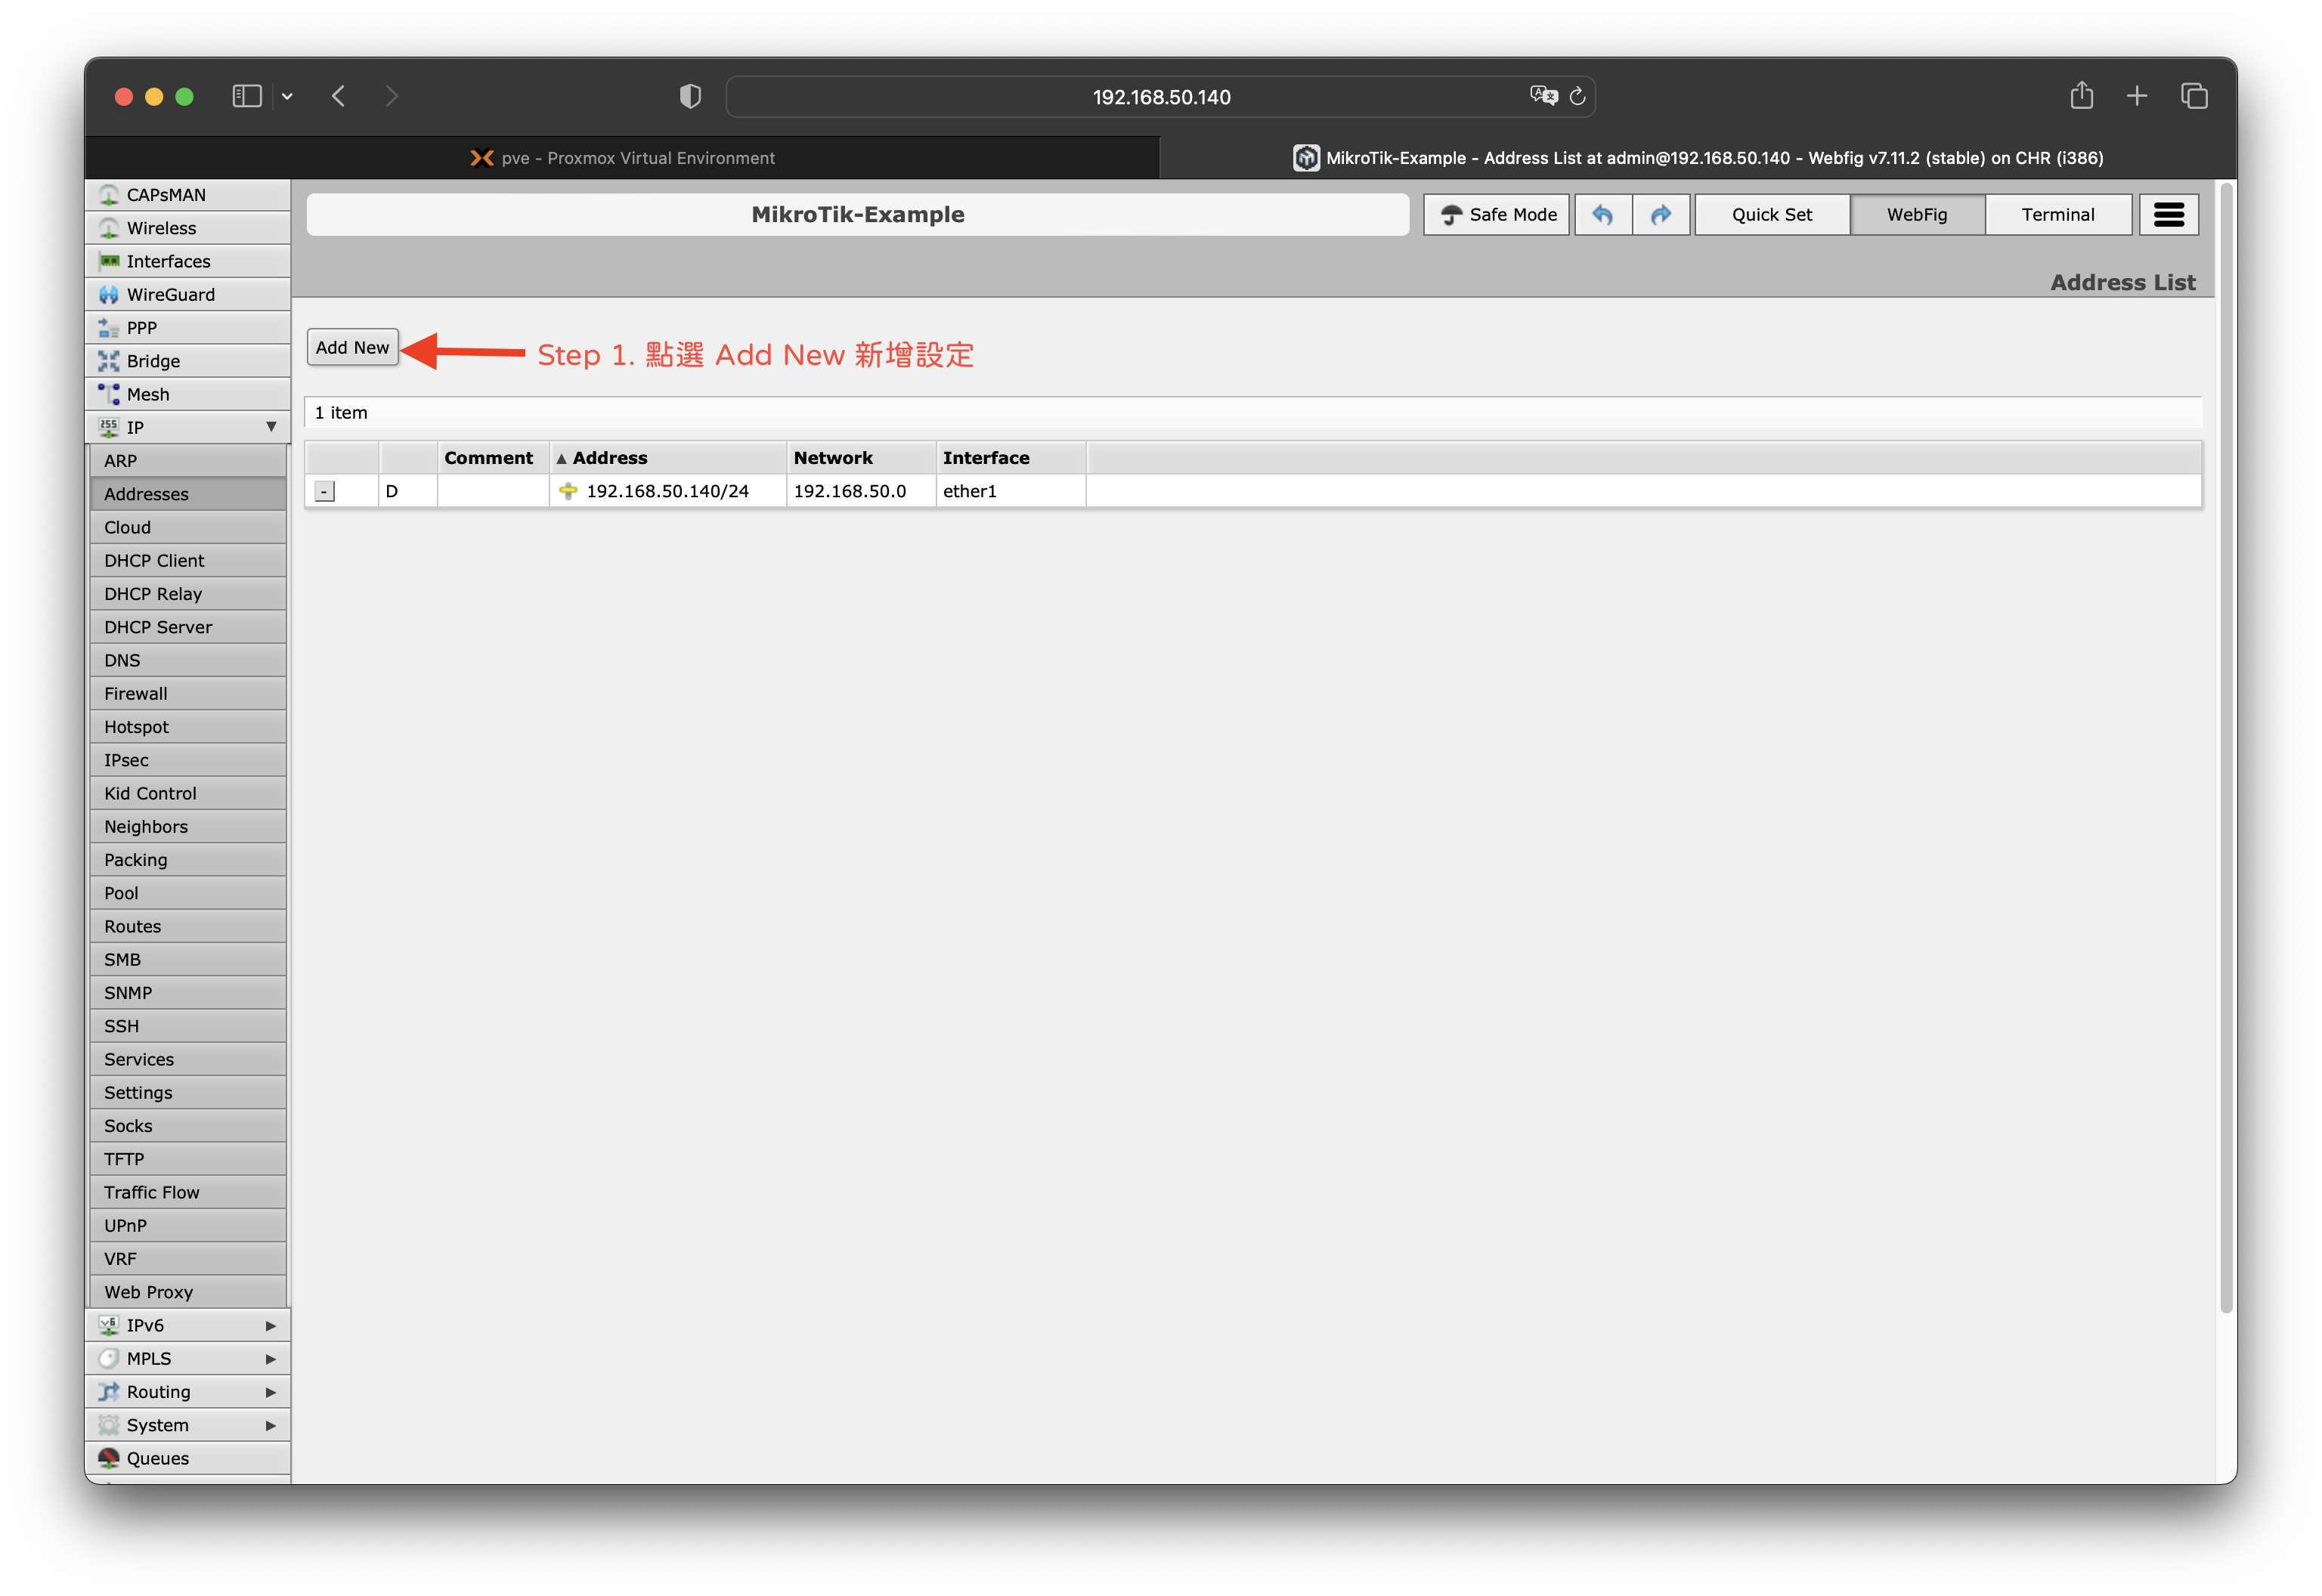 192.168.50.140
pve - Proxmox Virtual Environment
MikroTik-Example - Address List at admin@192.168.50.140 - Webfig v7.11.2 (stable) on CHR (i386)
CAPsMAN
Wireless
Interfaces
WireGuard
PPP
Bridge
Mesh
IP
ARP
Addresses
Cloud
DHCP Client
DHCP Relay
DHCP Server
DNS
Firewall
Hotspot
IPsec
Kid Control
Neighbors
Packing
Pool
Routes
SMB
SNMP
SSH
Services
Settings
Socks
TFTP
Traffic Flow
UPnP
VRF
Web Proxy
IPv6
MPLS
Routing
System
Queues
MikroTik-Example
Safe Mode
Quick Set
WebFig
Terminal
Address List
Add New
Step 1. 點選 Add New 新增設定
1 item
Comment ▲ Address Network Interface
- D 192.168.50.140/24 192.168.50.0 ether1